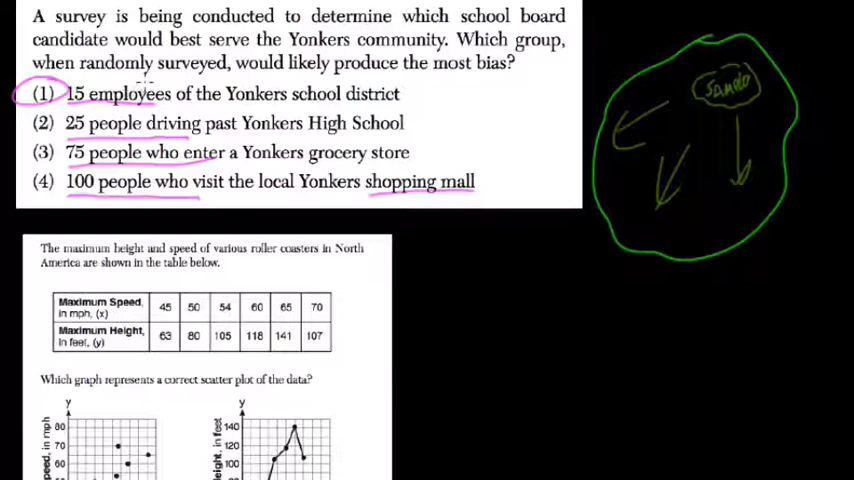 A survey is being conducted to determine which school board
candidate would best serve the Yonkers community. Which group,
when randomly surveyed, would likely produce the most bias?
(1) 15 employees of the Yonkers school district
(2) 25 people driving past Yonkers High School
(3) 75 people who enter a Yonkers grocery store
(4) 100 people who visit the local Yonkers shopping mall
The maximum height and speed of various roller coasters in North
America are shown in the table below.
Maximum Speed, in mph, (x) 45 50 54 60 65 70
Maximum Height, in feet, (y) 63 80 105 118 141 107
Which graph represents a correct scatter plot of the data?
y
80
70
60
in mph
y
140
120
100
in feet